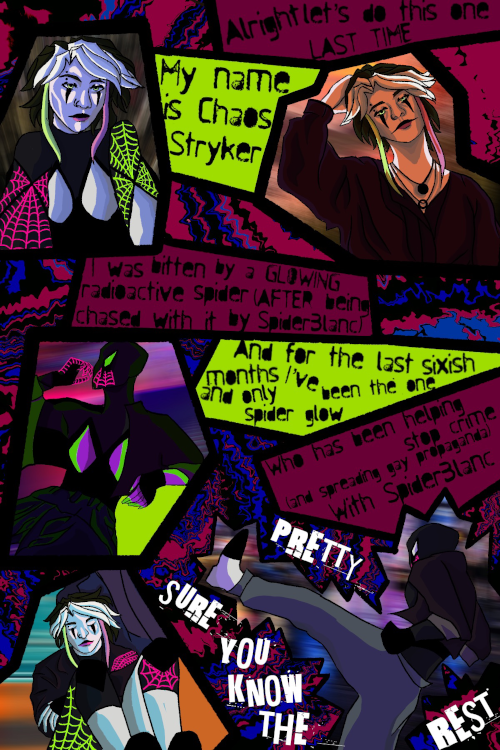 Alright let's do this one
LAST TIME
My name
is Chaos
Stryker
I was bitten by a GLOWING
radioactive spider (AFTER being
chased with it by Spider3lanc)
And for the last sixish
months I've been the one
and only
spider glow
Who has been helping
stop crime
(and spreading gay propaganda)
With Spider3lanc
PRETTY
SURE
YOU
KNOW
THE
REST